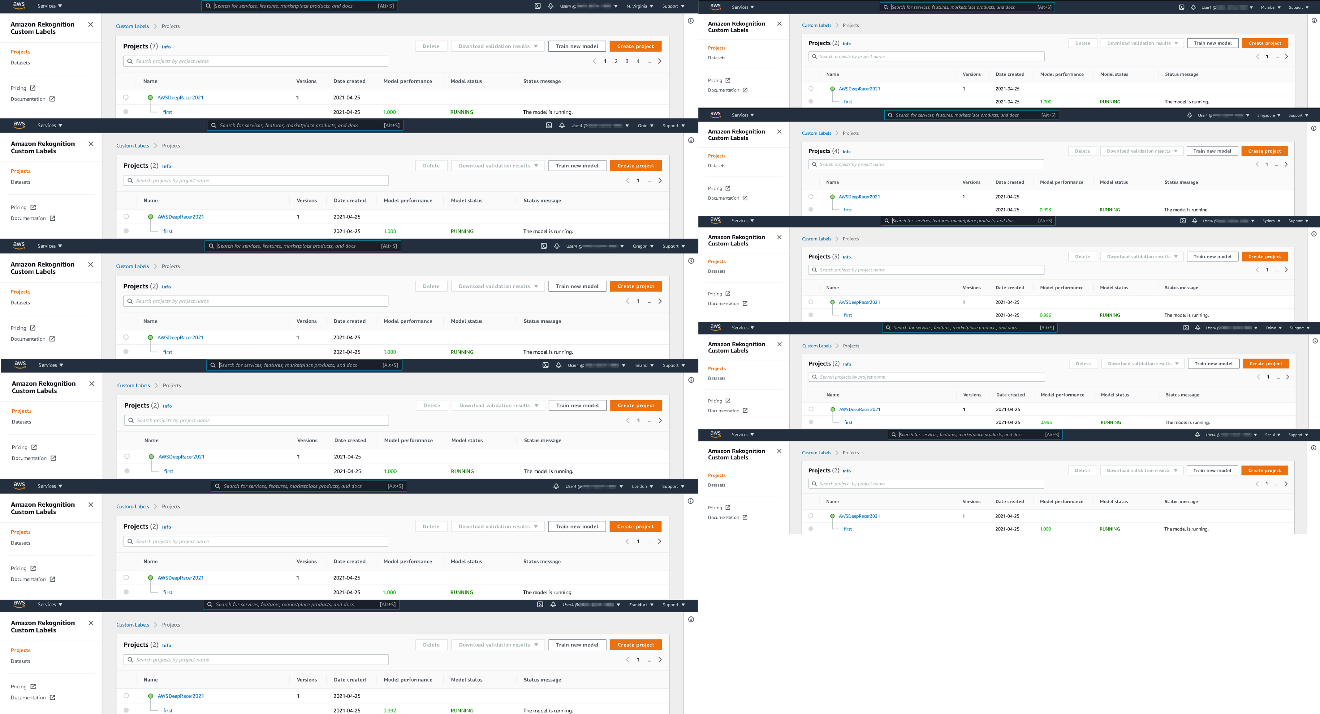 aws Services ▼ Search for services, features, marketplace products, and docs [Alt+S] N. Virginia ▼ Support ▼
Amazon Rekognition
Custom Labels
Projects
Datasets
Pricing
Documentation
Custom Labels > Projects
Projects (7) Info
Delete Download validation results ▼ Train new model Create project
Search projects by project name
< 1 2 3 4 ... >
Name Versions Date created Model performance Model status Status message
AWSDeepRacer2021 1 2021-04-25
first 2021-04-25 1.000 RUNNING The model is running.
aws Services ▼ Search for services, features, marketplace products, and docs [Alt+S] Ohio ▼ Support ▼
Amazon Rekognition
Custom Labels
Projects
Datasets
Pricing
Documentation
Custom Labels > Projects
Projects (2) Info
Delete Download validation results ▼ Train new model Create project
Search projects by project name
< 1 ... >
Name Versions Date created Model performance Model status Status message
AWSDeepRacer2021 1 2021-04-25
first 2021-04-25 1.000 RUNNING The model is running.
aws Services ▼ Search for services, features, marketplace products, and docs [Alt+S] Oregon ▼ Support ▼
Amazon Rekognition
Custom Labels
Projects
Datasets
Pricing
Documentation
Custom Labels > Projects
Projects (2) Info
Delete Download validation results ▼ Train new model Create project
Search projects by project name
< 1 ... >
Name Versions Date created Model performance Model status Status message
AWSDeepRacer2021 1 2021-04-25
first 2021-04-25 1.000 RUNNING The model is running.
aws Services ▼ Search for services, features, marketplace products, and docs [Alt+S] Ireland ▼ Support ▼
Amazon Rekognition
Custom Labels
Projects
Datasets
Pricing
Documentation
Custom Labels > Projects
Projects (2) Info
Delete Download validation results ▼ Train new model Create project
Search projects by project name
< 1 ... >
Name Versions Date created Model performance Model status Status message
AWSDeepRacer2021 1 2021-04-25
first 2021-04-25 1.000 RUNNING The model is running.
aws Services ▼ Search for services, features, marketplace products, and docs [Alt+S] London ▼ Support ▼
Amazon Rekognition
Custom Labels
Projects
Datasets
Pricing
Documentation
Custom Labels > Projects
Projects (2) Info
Delete Download validation results ▼ Train new model Create project
Search projects by project name
< 1 >
Name Versions Date created Model performance Model status Status message
AWSDeepRacer2021 1 2021-04-25
first 2021-04-25 1.000 RUNNING The model is running.
aws Services ▼ Search for services, features, marketplace products, and docs [Alt+S] Frankfurt ▼ Support ▼
Amazon Rekognition
Custom Labels
Projects
Datasets
Pricing
Documentation
Custom Labels > Projects
Projects (2) Info
Delete Download validation results ▼ Train new model Create project
Search projects by project name
< 1 ... >
Name Versions Date created Model performance Model status Status message
AWSDeepRacer2021 1 2021-04-25
first 2021-04-25 0.992 RUNNING The model is running.
aws Services ▼ Search for services, features, marketplace products, and docs [Alt+S] Mumbai ▼ Support ▼
Amazon Rekognition
Custom Labels
Projects
Datasets
Pricing
Documentation
Custom Labels > Projects
Projects (2) Info
Delete Download validation results ▼ Train new model Create project
Search projects by project name
< 1 ... >
Name Versions Date created Model performance Model status Status message
AWSDeepRacer2021 1 2021-04-25
first 2021-04-25 1.000 RUNNING The model is running.
aws Services ▼ Search for services, features, marketplace products, and docs [Alt+S] Singapore ▼ Support ▼
Amazon Rekognition
Custom Labels
Projects
Datasets
Pricing
Documentation
Custom Labels > Projects
Projects (4) Info
Delete Download validation results ▼ Train new model Create project
Search projects by project name
< 1 ... >
Name Versions Date created Model performance Model status Status message
AWSDeepRacer2021 1 2021-04-25
first 2021-04-25 RUNNING The model is running.
aws Services ▼ Search for services, features, marketplace products, and docs [Alt+S] Sydney ▼ Support ▼
Amazon Rekognition
Custom Labels
Projects
Datasets
Pricing
Documentation
Custom Labels > Projects
Projects (3) Info
Delete Download validation results ▼ Train new model Create project
Search projects by project name
< 1 ... >
Name Versions Date created Model performance Model status Status message
AWSDeepRacer2021 1 2021-04-25
first 2021-04-25 RUNNING The model is running.
aws Services ▼ Search for services, features, marketplace products, and docs [Alt+S] Tokyo ▼ Support ▼
Amazon Rekognition
Custom Labels
Projects
Datasets
Pricing
Documentation
Custom Labels > Projects
Projects (2) Info
Delete Download validation results ▼ Train new model Create project
Search projects by project name
< 1 ... >
Name Versions Date created Model performance Model status Status message
AWSDeepRacer2021 1 2021-04-25
first 2021-04-25 RUNNING The model is running.
aws Services ▼ Search for services, features, marketplace products, and docs [Alt+S] Seoul ▼ Support ▼
Amazon Rekognition
Custom Labels
Projects
Datasets
Pricing
Documentation
Custom Labels > Projects
Projects (2) Info
Delete Download validation results ▼ Train new model Create project
Search projects by project name
< 1 ... >
Name Versions Date created Model performance Model status Status message
AWSDeepRacer2021 1 2021-04-25
first 2021-04-25 1.000 RUNNING The model is running.